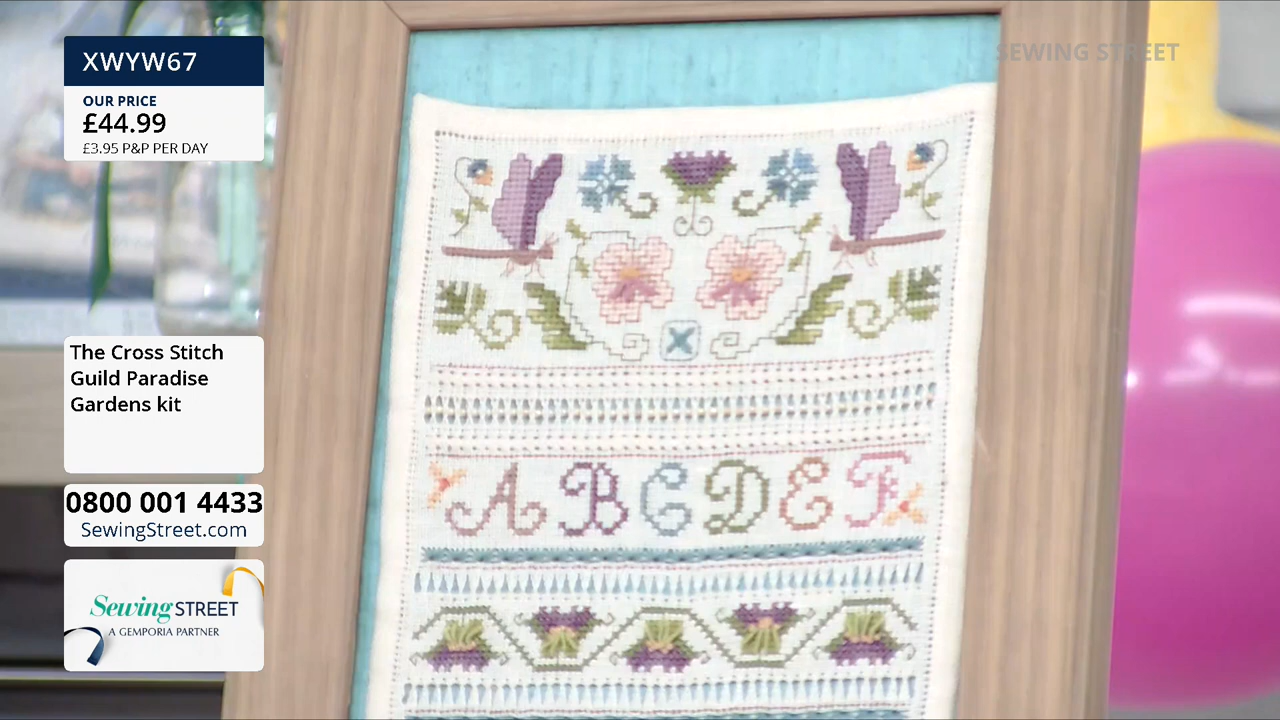 XWYW67
OUR PRICE
£44.99
£3.95 P&P PER DAY
SEWING STREET
The Cross Stitch
Guild Paradise
Gardens kit
A B C D E F
0800 001 4433
SewingStreet.com
Sewing STREET
A GEMPORIA PARTNER